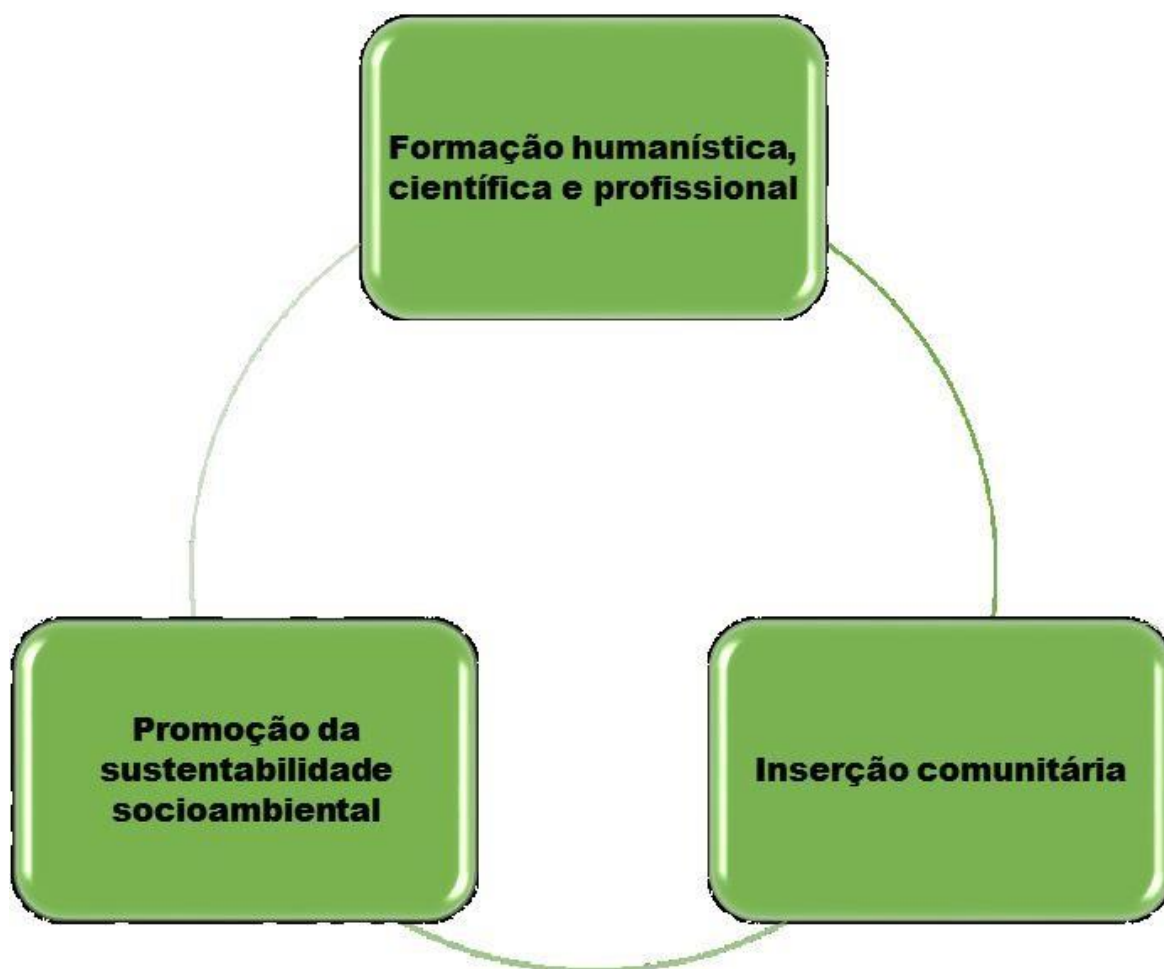 Formação humanística,
científica e profissional
Promoção da
sustentabilidade
socioambiental
Inserção comunitária